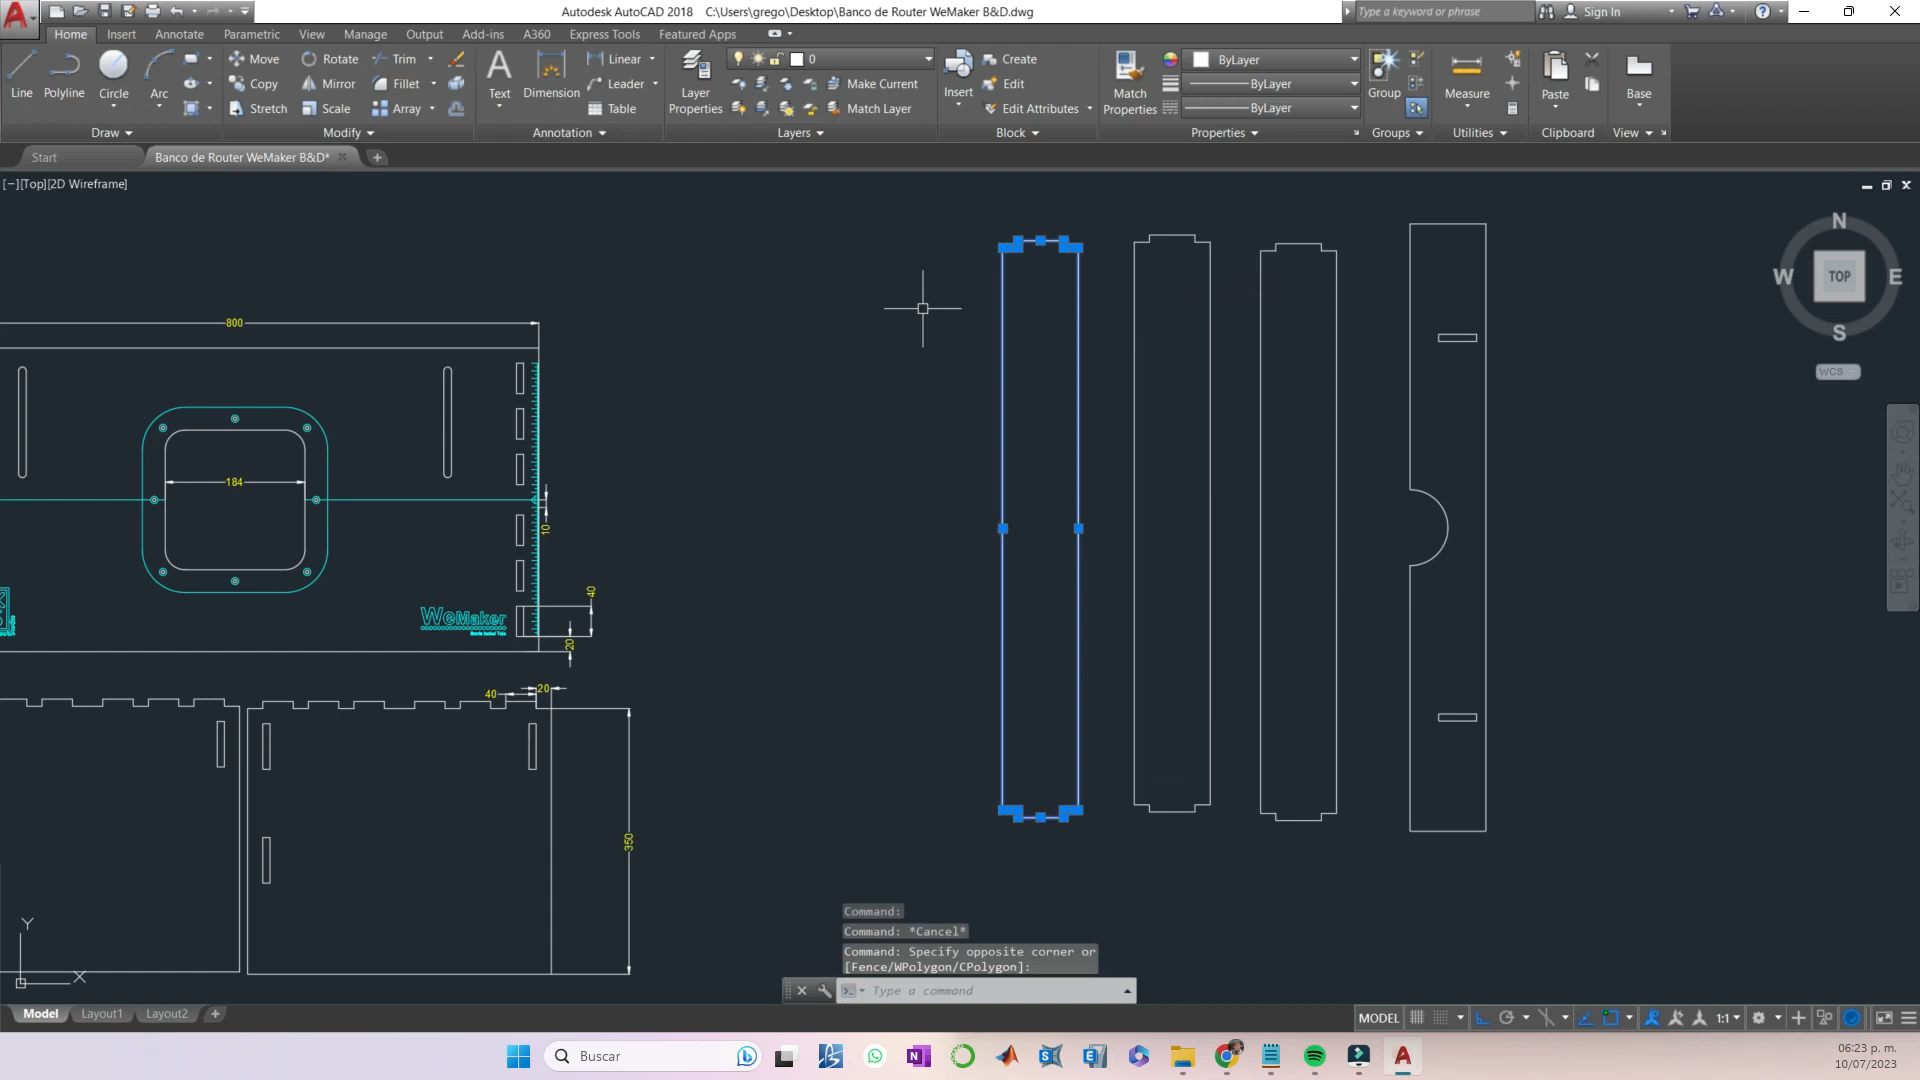 Autodesk AutoCAD 2018 C:\Users\grego\Desktop\Banco de Router WeMaker B&D.dwg
Type a keyword or phrase
Sign In
Home Insert Annotate Parametric View Manage Output Add-ins A360 Express Tools Featured Apps
Line Polyline Circle Arc
Move Rotate Trim
Copy Mirror Fillet
Stretch Scale Array
Text Dimension
Linear
Leader
Table
Layer
Properties
0
Make Current
Match Layer
Insert
Create
Edit
Edit Attributes
Match
Properties
ByLayer
ByLayer
ByLayer
Group
Measure
Paste
Base
Draw Modify Annotation Layers Block Properties Groups Utilities Clipboard View
Start Banco de Router WeMaker B&D*
[−][Top][2D Wireframe]
N
W TOP E
S
WCS
800
184
10
40
WeMaker
20
40 20
350
Y
X
Command:
Command: *Cancel*
Command: Specify opposite corner or
[Fence/WPolygon/CPolygon]:
Type a command
Model Layout1 Layout2
MODEL
1:1
Buscar
06:23 p. m.
10/07/2023